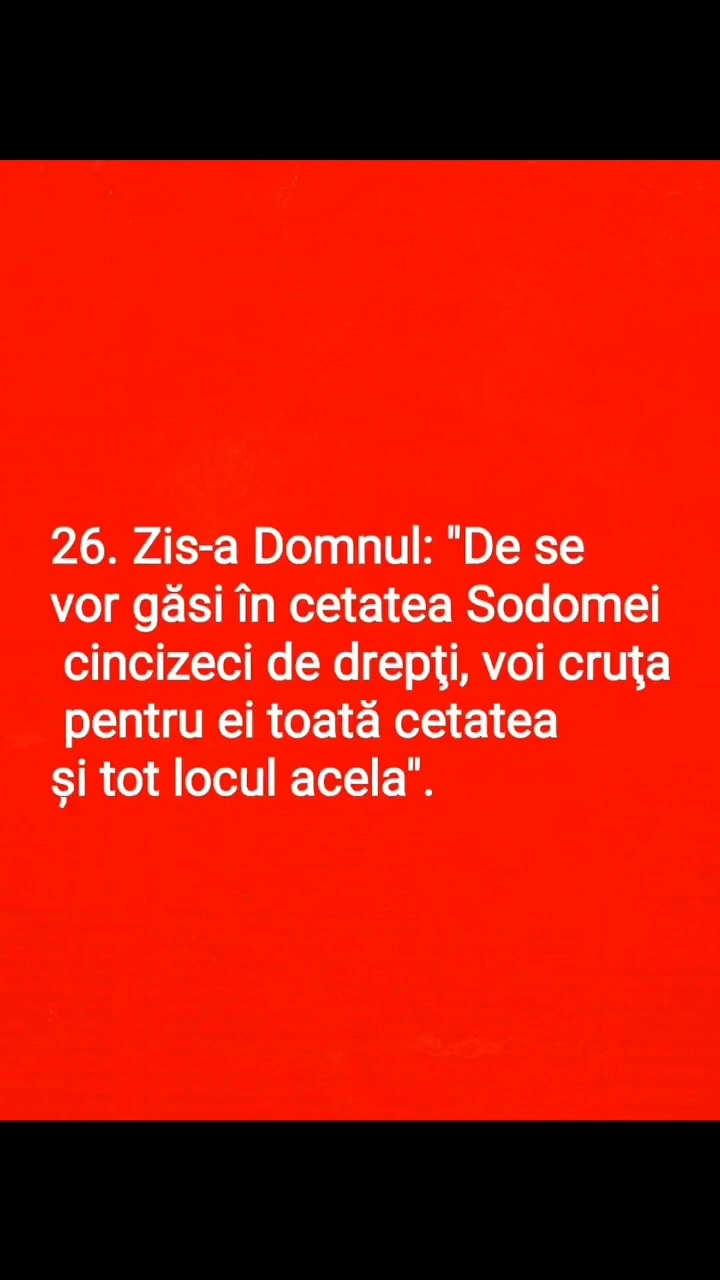 26. Zis-a Domnul: "De se
vor găsi în cetatea Sodomei
cincizeci de drepţi, voi cruţa
pentru ei toată cetatea
și tot locul acela".